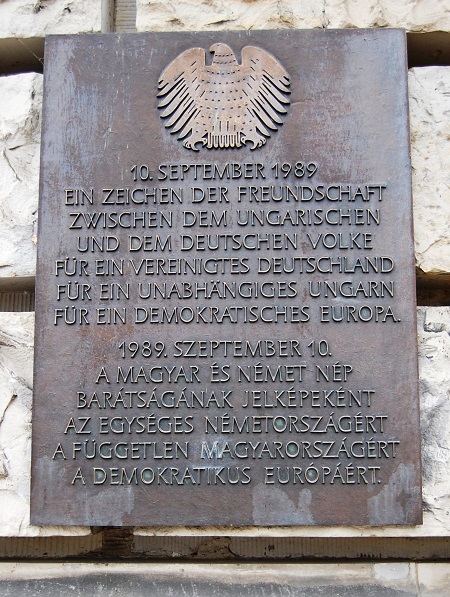 10. SEPTEMBER 1989
EIN ZEICHEN DER FREUNDSCHAFT
ZWISCHEN DEM UNGARISCHEN
UND DEM DEUTSCHEN VOLKE
FÜR EIN VEREINIGTES DEUTSCHLAND
FÜR EIN UNABHÄNGIGES UNGARN
FÜR EIN DEMOKRATISCHES EUROPA.
1989. SZEPTEMBER 10.
A MAGYAR ÉS NÉMET NÉP
BARÁTSÁGÁNAK JELKÉPEKÉNT
AZ EGYSÉGES NÉMETORSZÁGÉRT
A FÜGGETLEN MAGYARORSZÁGÉRT
A DEMOKRATIKUS EURÓPÁÉRT.